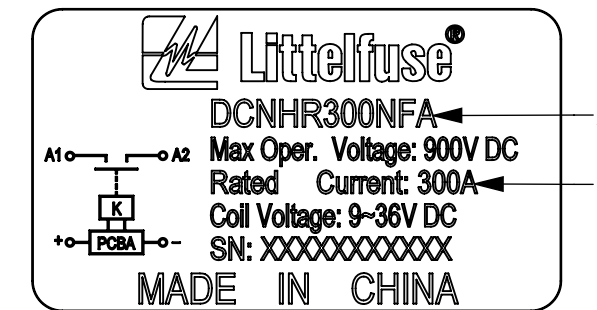 Littelfuse®
DCNHR300NFA
Max Oper. Voltage: 900V DC
Rated Current: 300A
Coil Voltage: 9~36V DC
SN: XXXXXXXXXXX
A1 A2
K
+ PCBA -
MADE IN CHINA